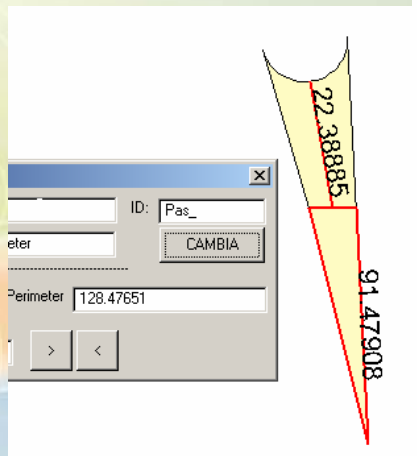 22.38885
ID: Pas_
eter CAMBIA
Perimeter 128.47651
> <
91.47908